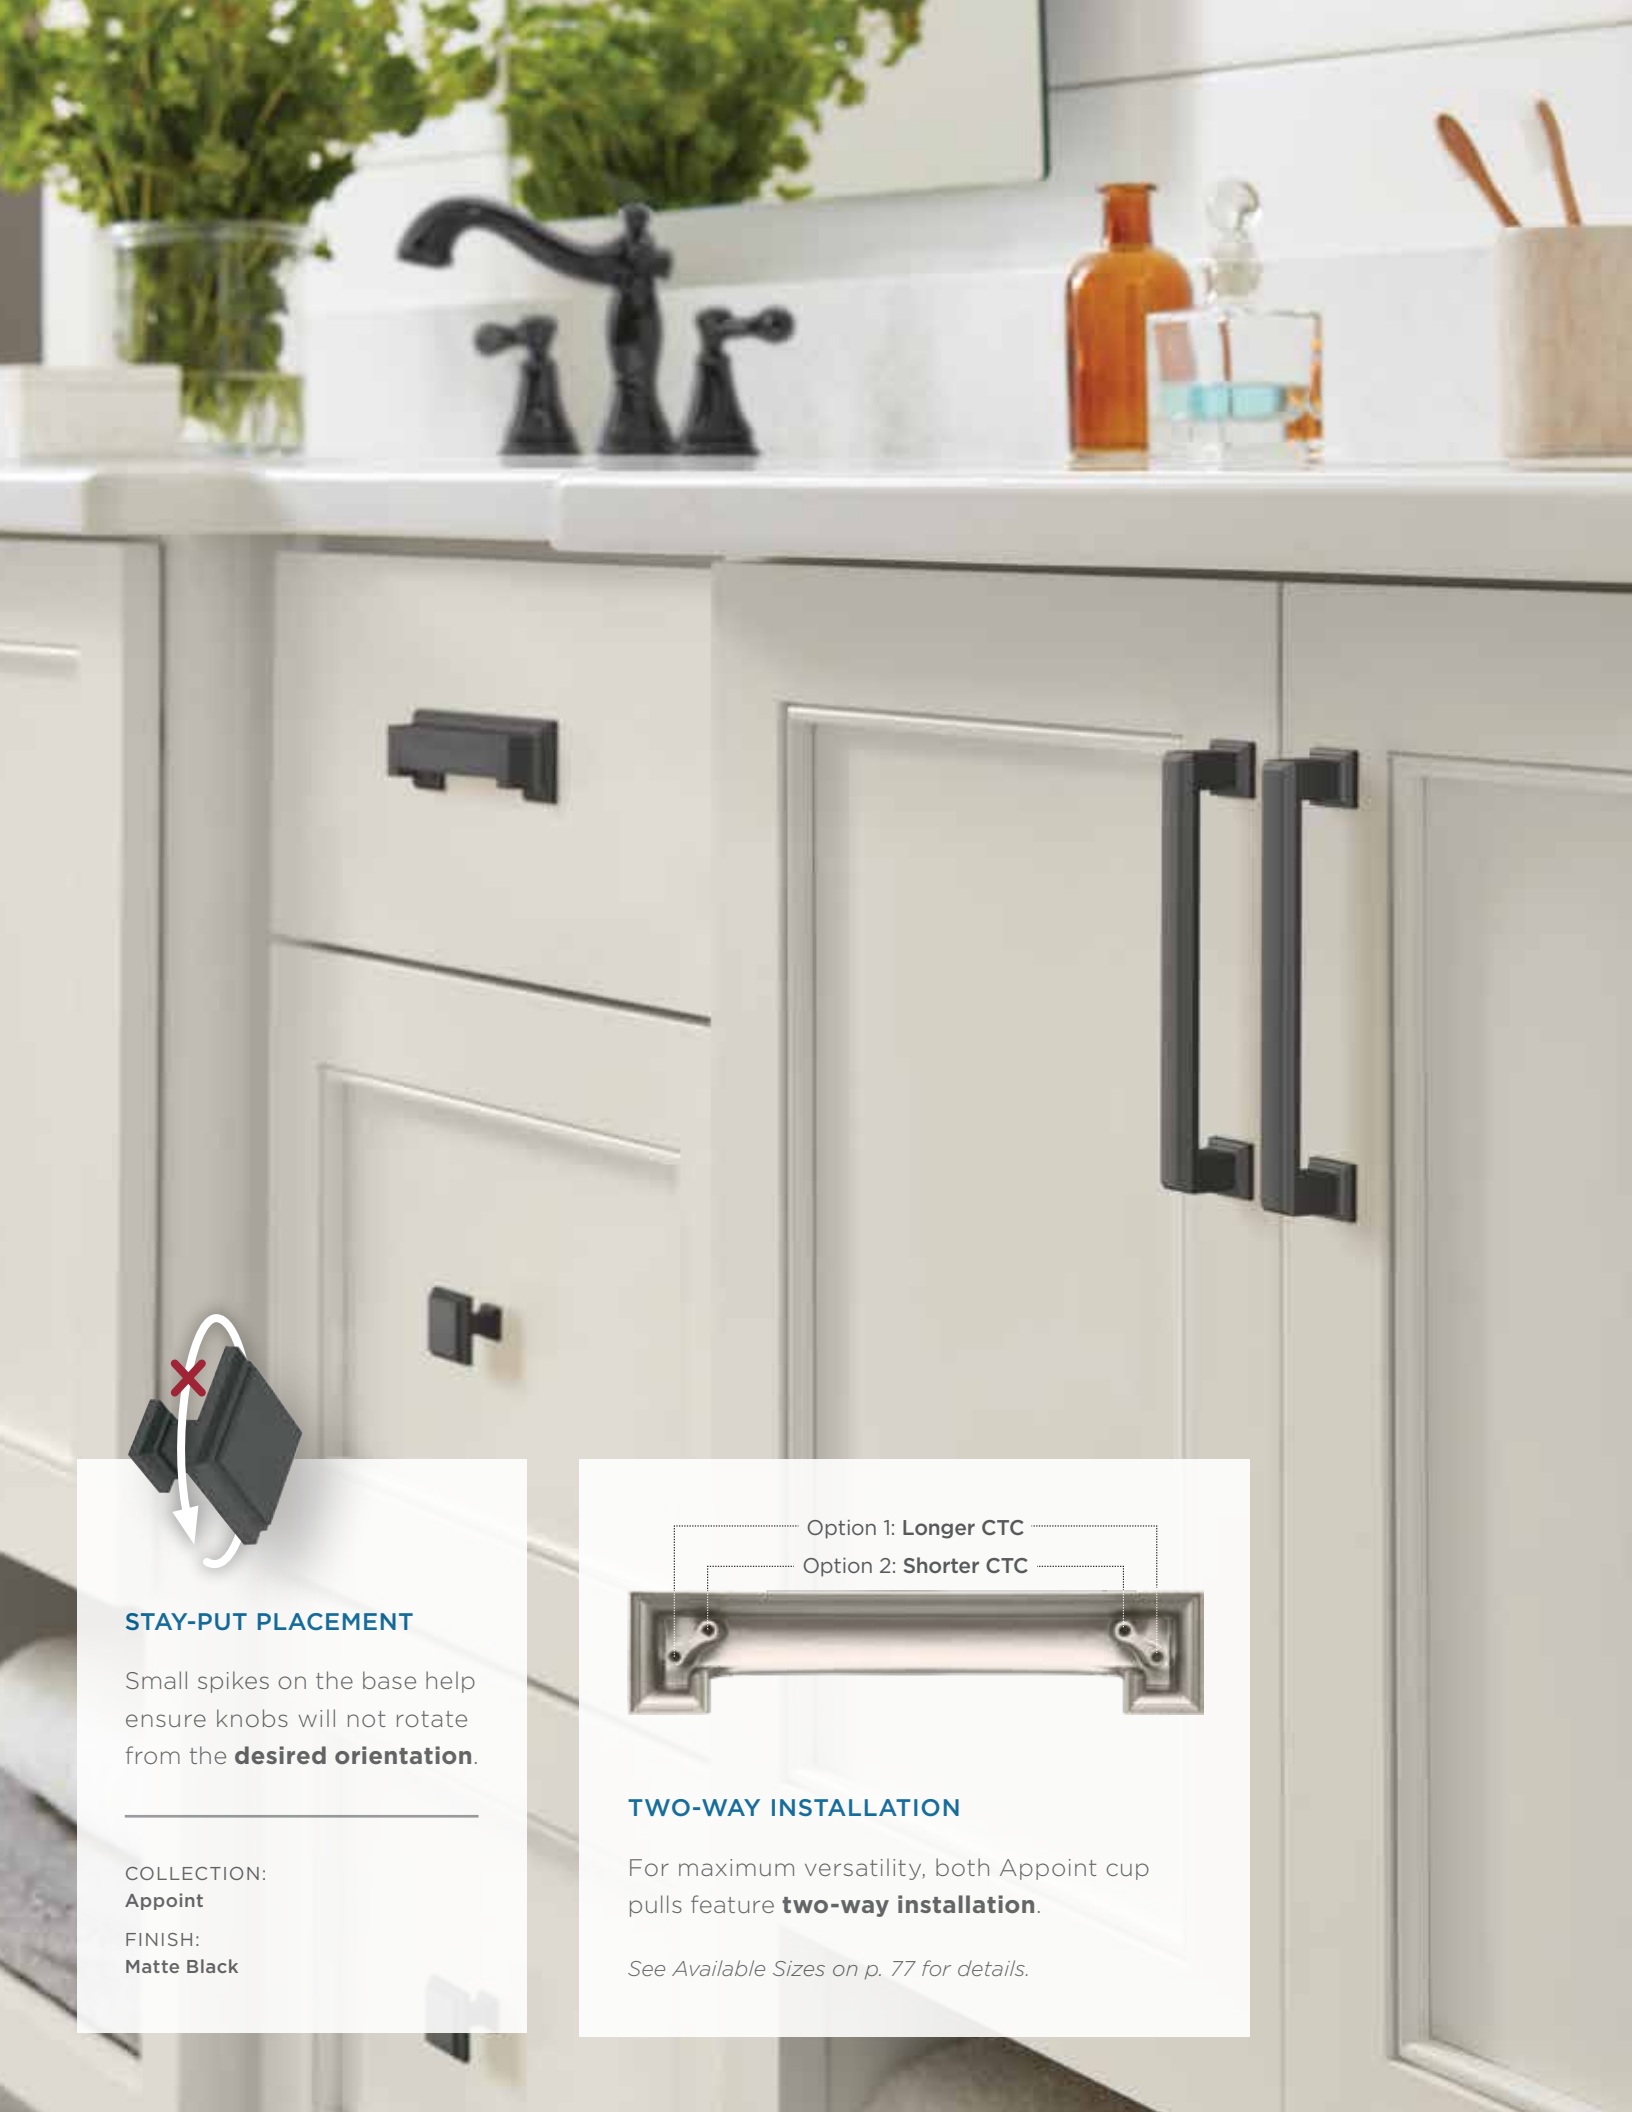 Option 1: Longer CTC
Option 2: Shorter CTC
STAY-PUT PLACEMENT
Small spikes on the base help
ensure knobs will not rotate
from the desired orientation.
COLLECTION:
Appoint
FINISH:
Matte Black
TWO-WAY INSTALLATION
For maximum versatility, both Appoint cup
pulls feature two-way installation.
See Available Sizes on p. 77 for details.